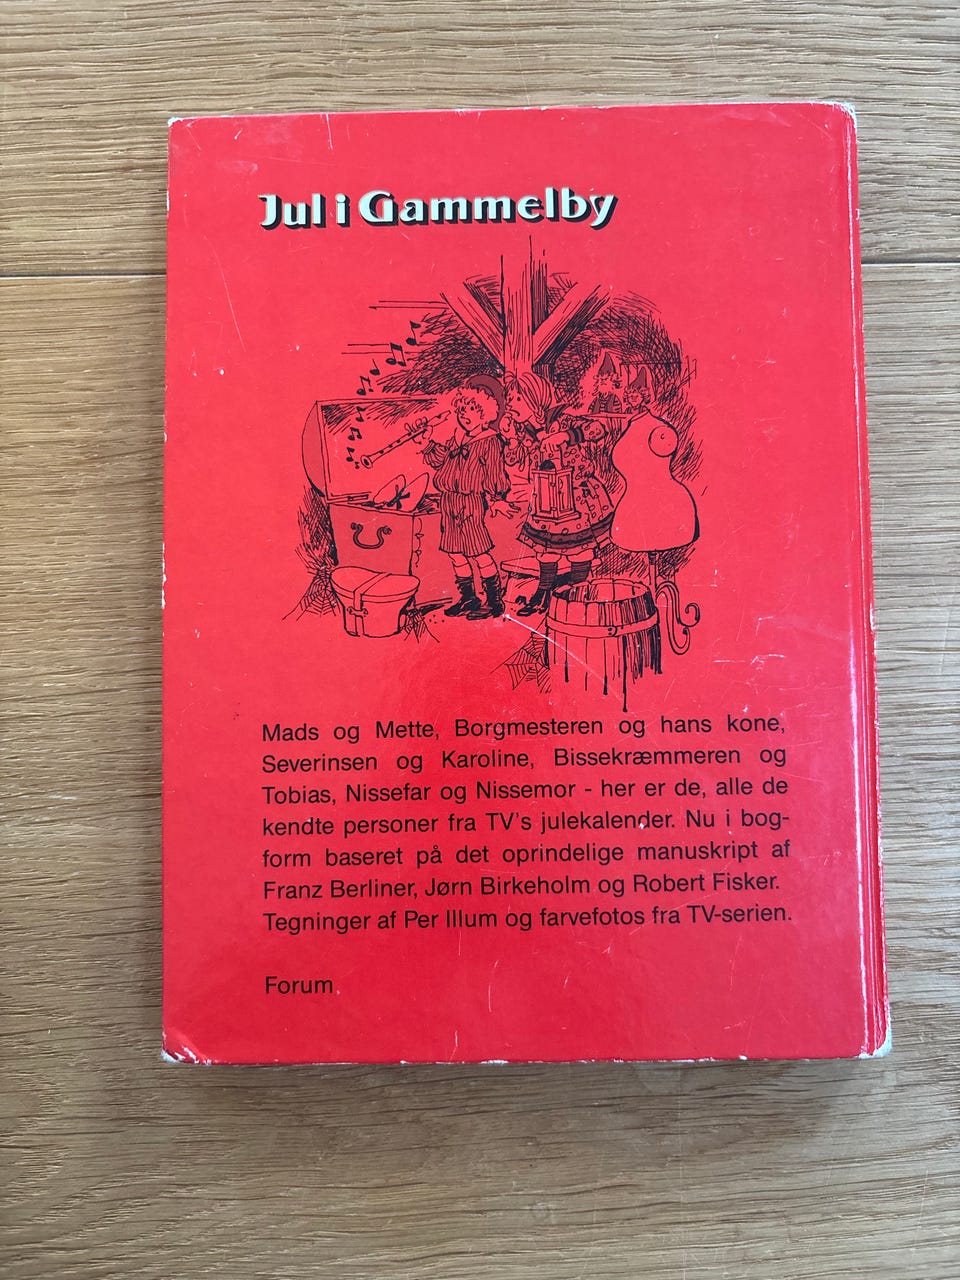 Jul i Gammelby
Mads og Mette, Borgmesteren og hans kone,
Severinsen og Karoline, Bissekræmmeren og
Tobias, Nissefar og Nissemor - her er de, alle de
kendte personer fra TV's julekalender. Nu i bog-
form baseret på det oprindelige manuskript af
Franz Berliner, Jørn Birkeholm og Robert Fisker.
Tegninger af Per Illum og farvefotos fra TV-serien.
Forum